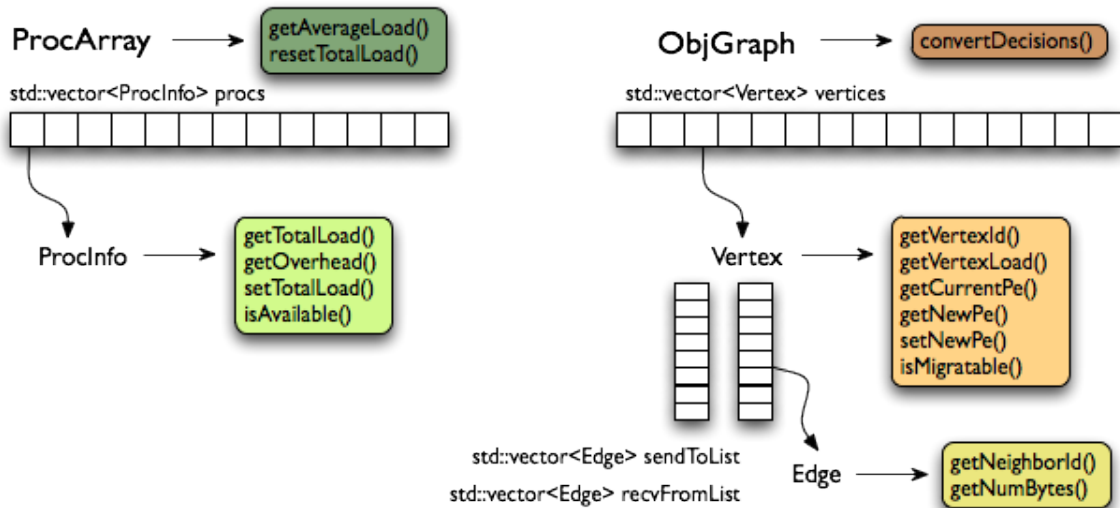 ProcArray
getAverageLoad()
resetTotalLoad()
std::vector<ProcInfo> procs
ProcInfo
getTotalLoad()
getOverhead()
setTotalLoad()
isAvailable()
ObjGraph
convertDecisions()
std::vector<Vertex> vertices
Vertex
getVertexId()
getVertexLoad()
getCurrentPe()
getNewPe()
setNewPe()
isMigratable()
std::vector<Edge> sendToList
std::vector<Edge> recvFromList
Edge
getNeighborId()
getNumBytes()